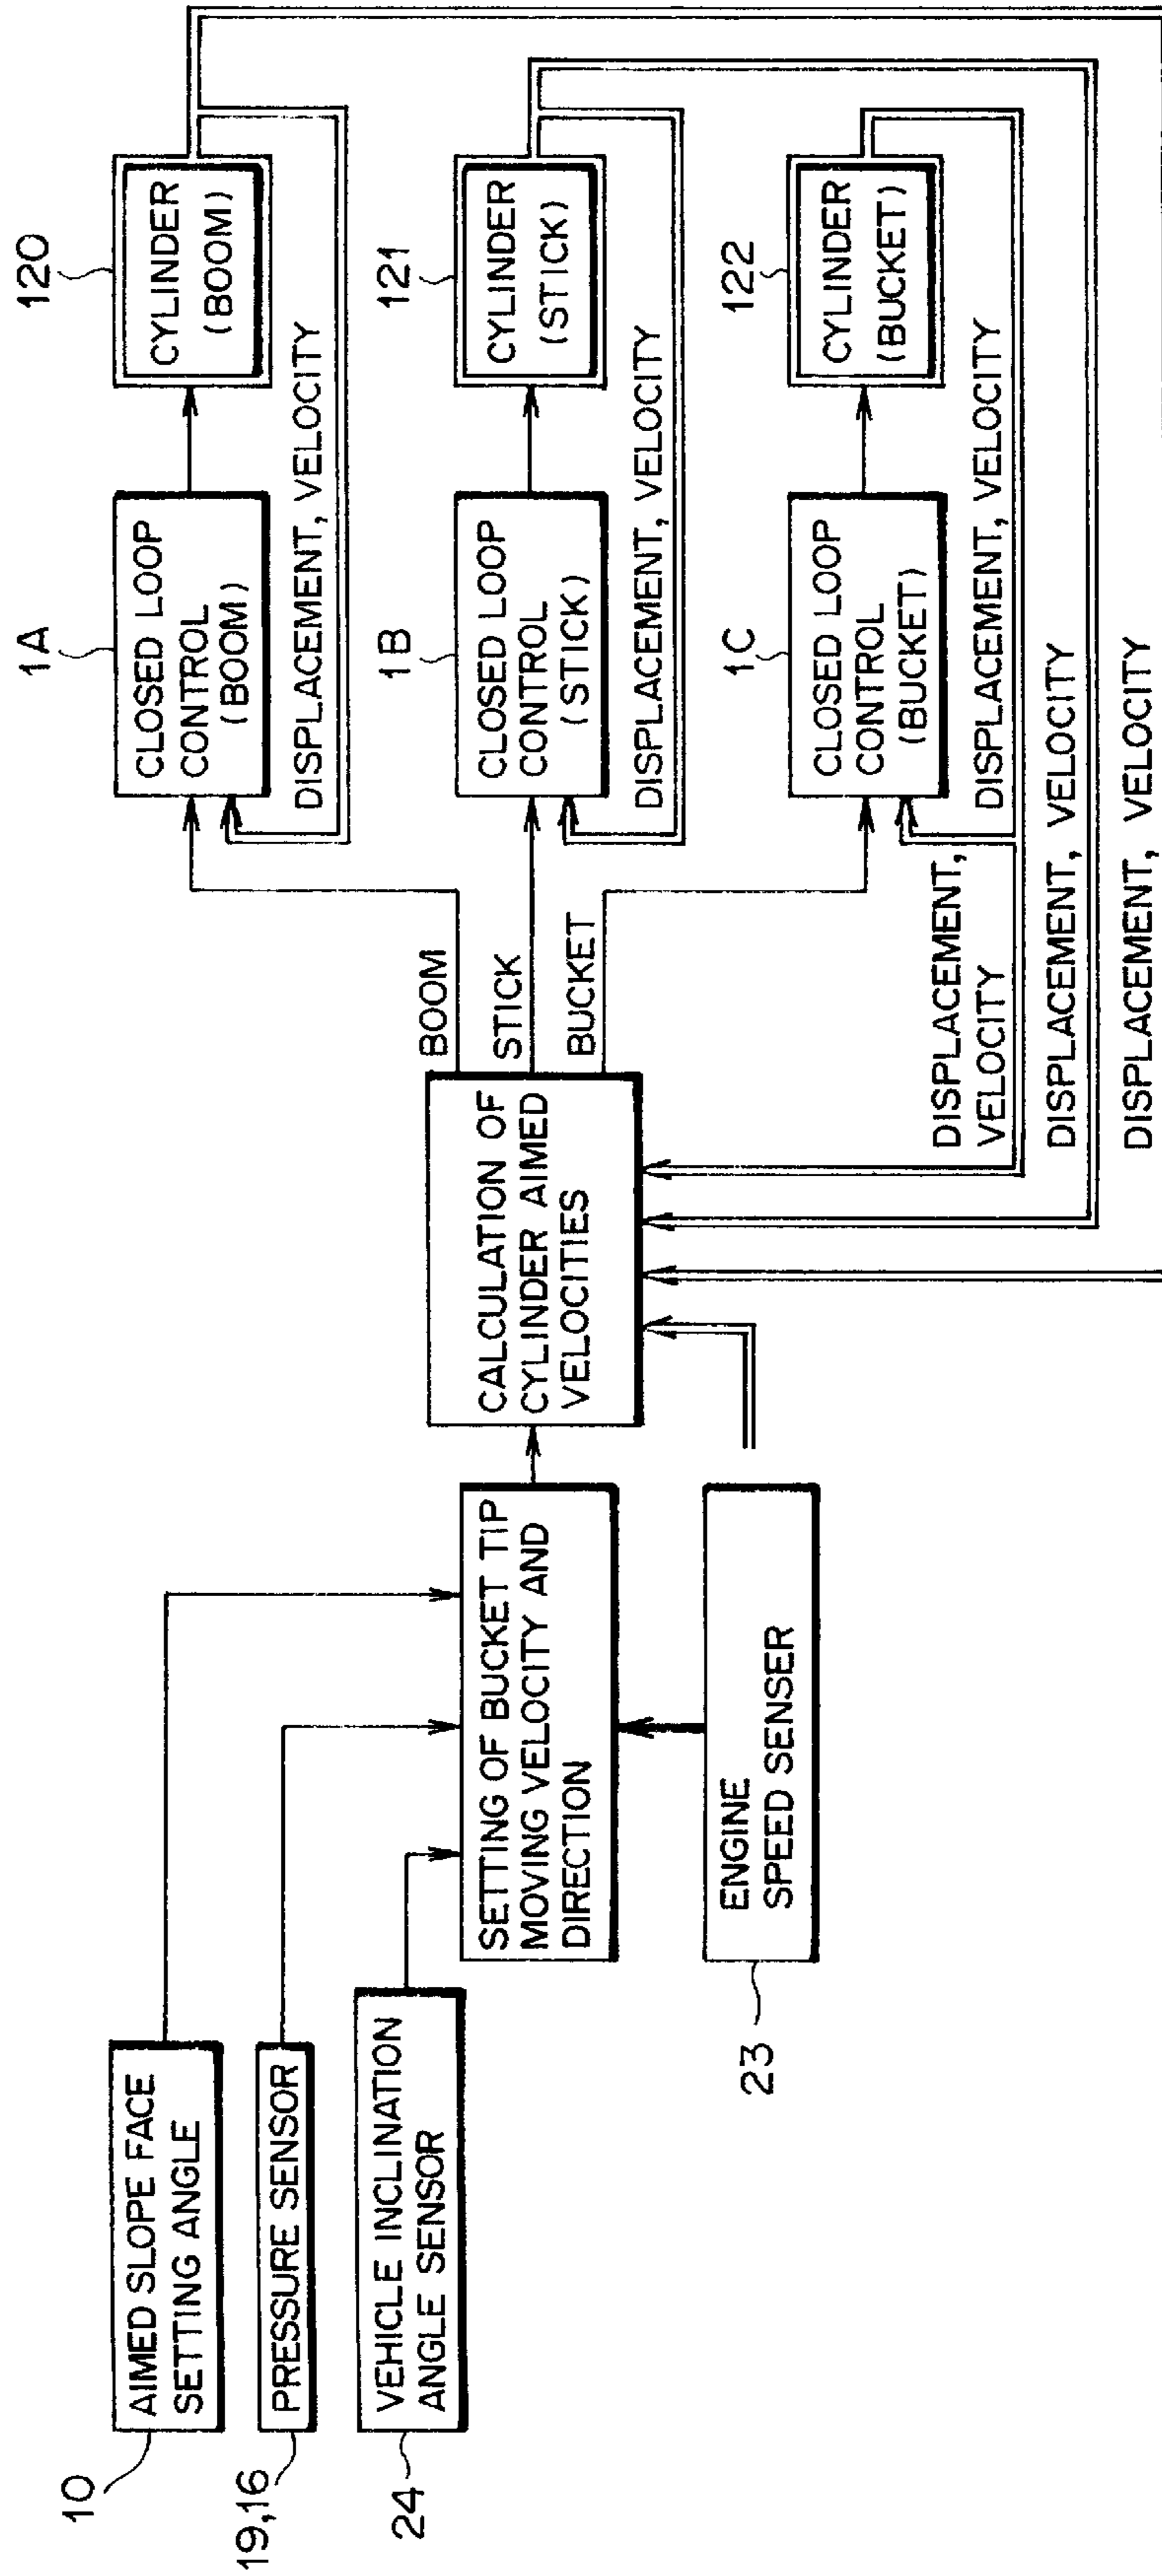 10
AIMED SLOPE FACE
SETTING ANGLE
19,16
PRESSURE SENSOR
24
VEHICLE INCLINATION
ANGLE SENSOR
SETTING OF BUCKET TIP
MOVING VELOCITY AND
DIRECTION
ENGINE
SPEED SENSER
23
CALCULATION OF
CYLINDER AIMED
VELOCITIES
BOOM
STICK
BUCKET
1A
CLOSED LOOP
CONTROL
(BOOM)
120
CYLINDER
(BOOM)
DISPLACEMENT, VELOCITY
1B
CLOSED LOOP
CONTROL
(STICK)
121
CYLINDER
(STICK)
DISPLACEMENT, VELOCITY
1C
CLOSED LOOP
CONTROL
(BUCKET)
122
CYLINDER
(BUCKET)
DISPLACEMENT, VELOCITY
DISPLACEMENT,
VELOCITY
DISPLACEMENT, VELOCITY
DISPLACEMENT, VELOCITY